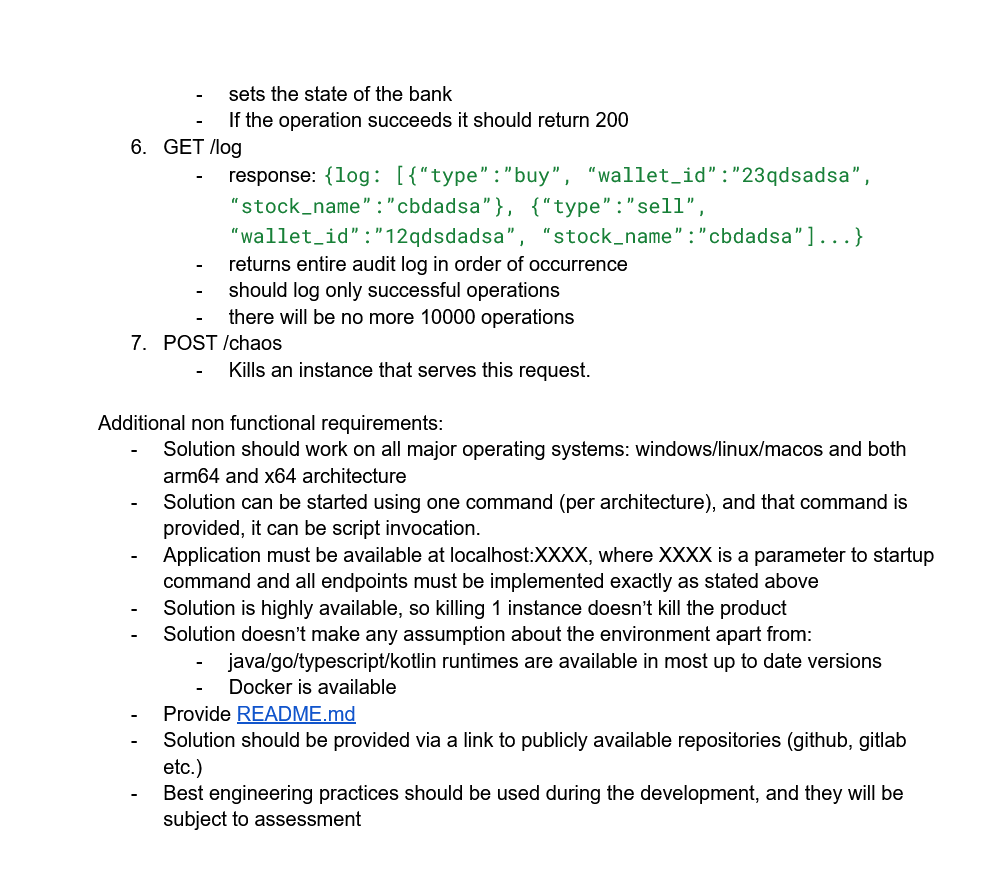 - sets the state of the bank
- If the operation succeeds it should return 200
6. GET /log
- response: {log: [{“type”:”buy”, “wallet_id”:”23qdsadsa”,
“stock_name”:”cbdadsa”}, {“type”:”sell”,
“wallet_id”:”12qdsdadsa”, “stock_name”:”cbdadsa”]...}
- returns entire audit log in order of occurrence
- should log only successful operations
- there will be no more 10000 operations
7. POST /chaos
- Kills an instance that serves this request.
Additional non functional requirements:
- Solution should work on all major operating systems: windows/linux/macos and both
arm64 and x64 architecture
- Solution can be started using one command (per architecture), and that command is
provided, it can be script invocation.
- Application must be available at localhost:XXXX, where XXXX is a parameter to startup
command and all endpoints must be implemented exactly as stated above
- Solution is highly available, so killing 1 instance doesn’t kill the product
- Solution doesn’t make any assumption about the environment apart from:
- java/go/typescript/kotlin runtimes are available in most up to date versions
- Docker is available
- Provide README.md
- Solution should be provided via a link to publicly available repositories (github, gitlab
etc.)
- Best engineering practices should be used during the development, and they will be
subject to assessment